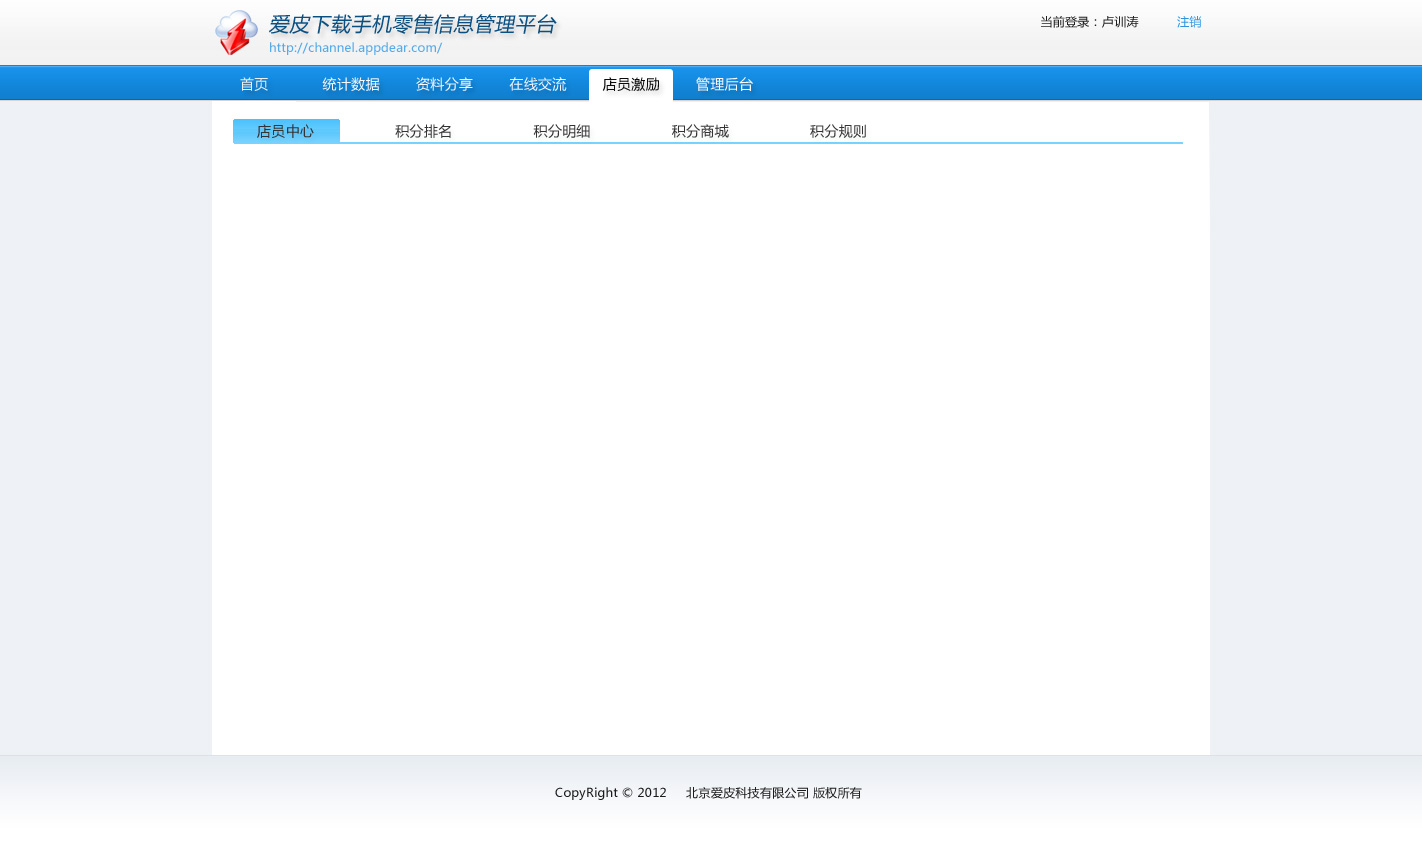 爱皮下载手机零售信息管理平台
http://channel.appdear.com/
当前登录：卢训涛 注销
首页 统计数据 资料分享 在线交流 店员激励 管理后台
店员中心 积分排名 积分明细 积分商城 积分规则
CopyRight © 2012 北京爱皮科技有限公司 版权所有